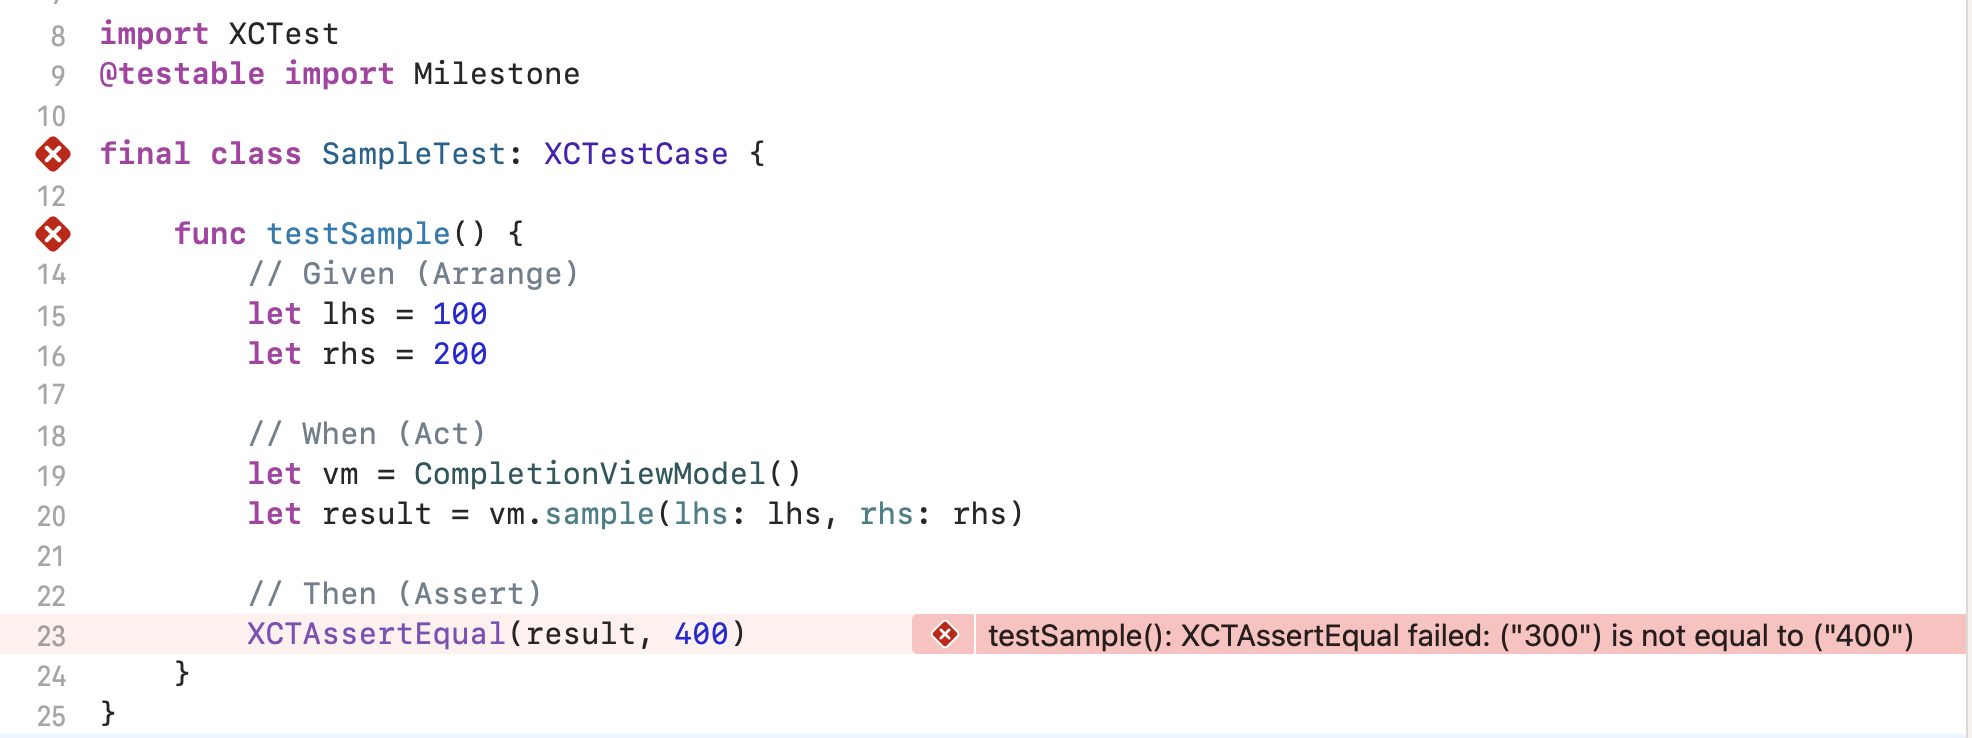 8 import XCTest
9 @testable import Milestone
10
final class SampleTest: XCTestCase {
12
func testSample() {
14 // Given (Arrange)
15 let lhs = 100
16 let rhs = 200
17
18 // When (Act)
19 let vm = CompletionViewModel()
20 let result = vm.sample(lhs: lhs, rhs: rhs)
21
22 // Then (Assert)
23 XCTAssertEqual(result, 400) testSample(): XCTAssertEqual failed: ("300") is not equal to ("400")
24 }
25 }